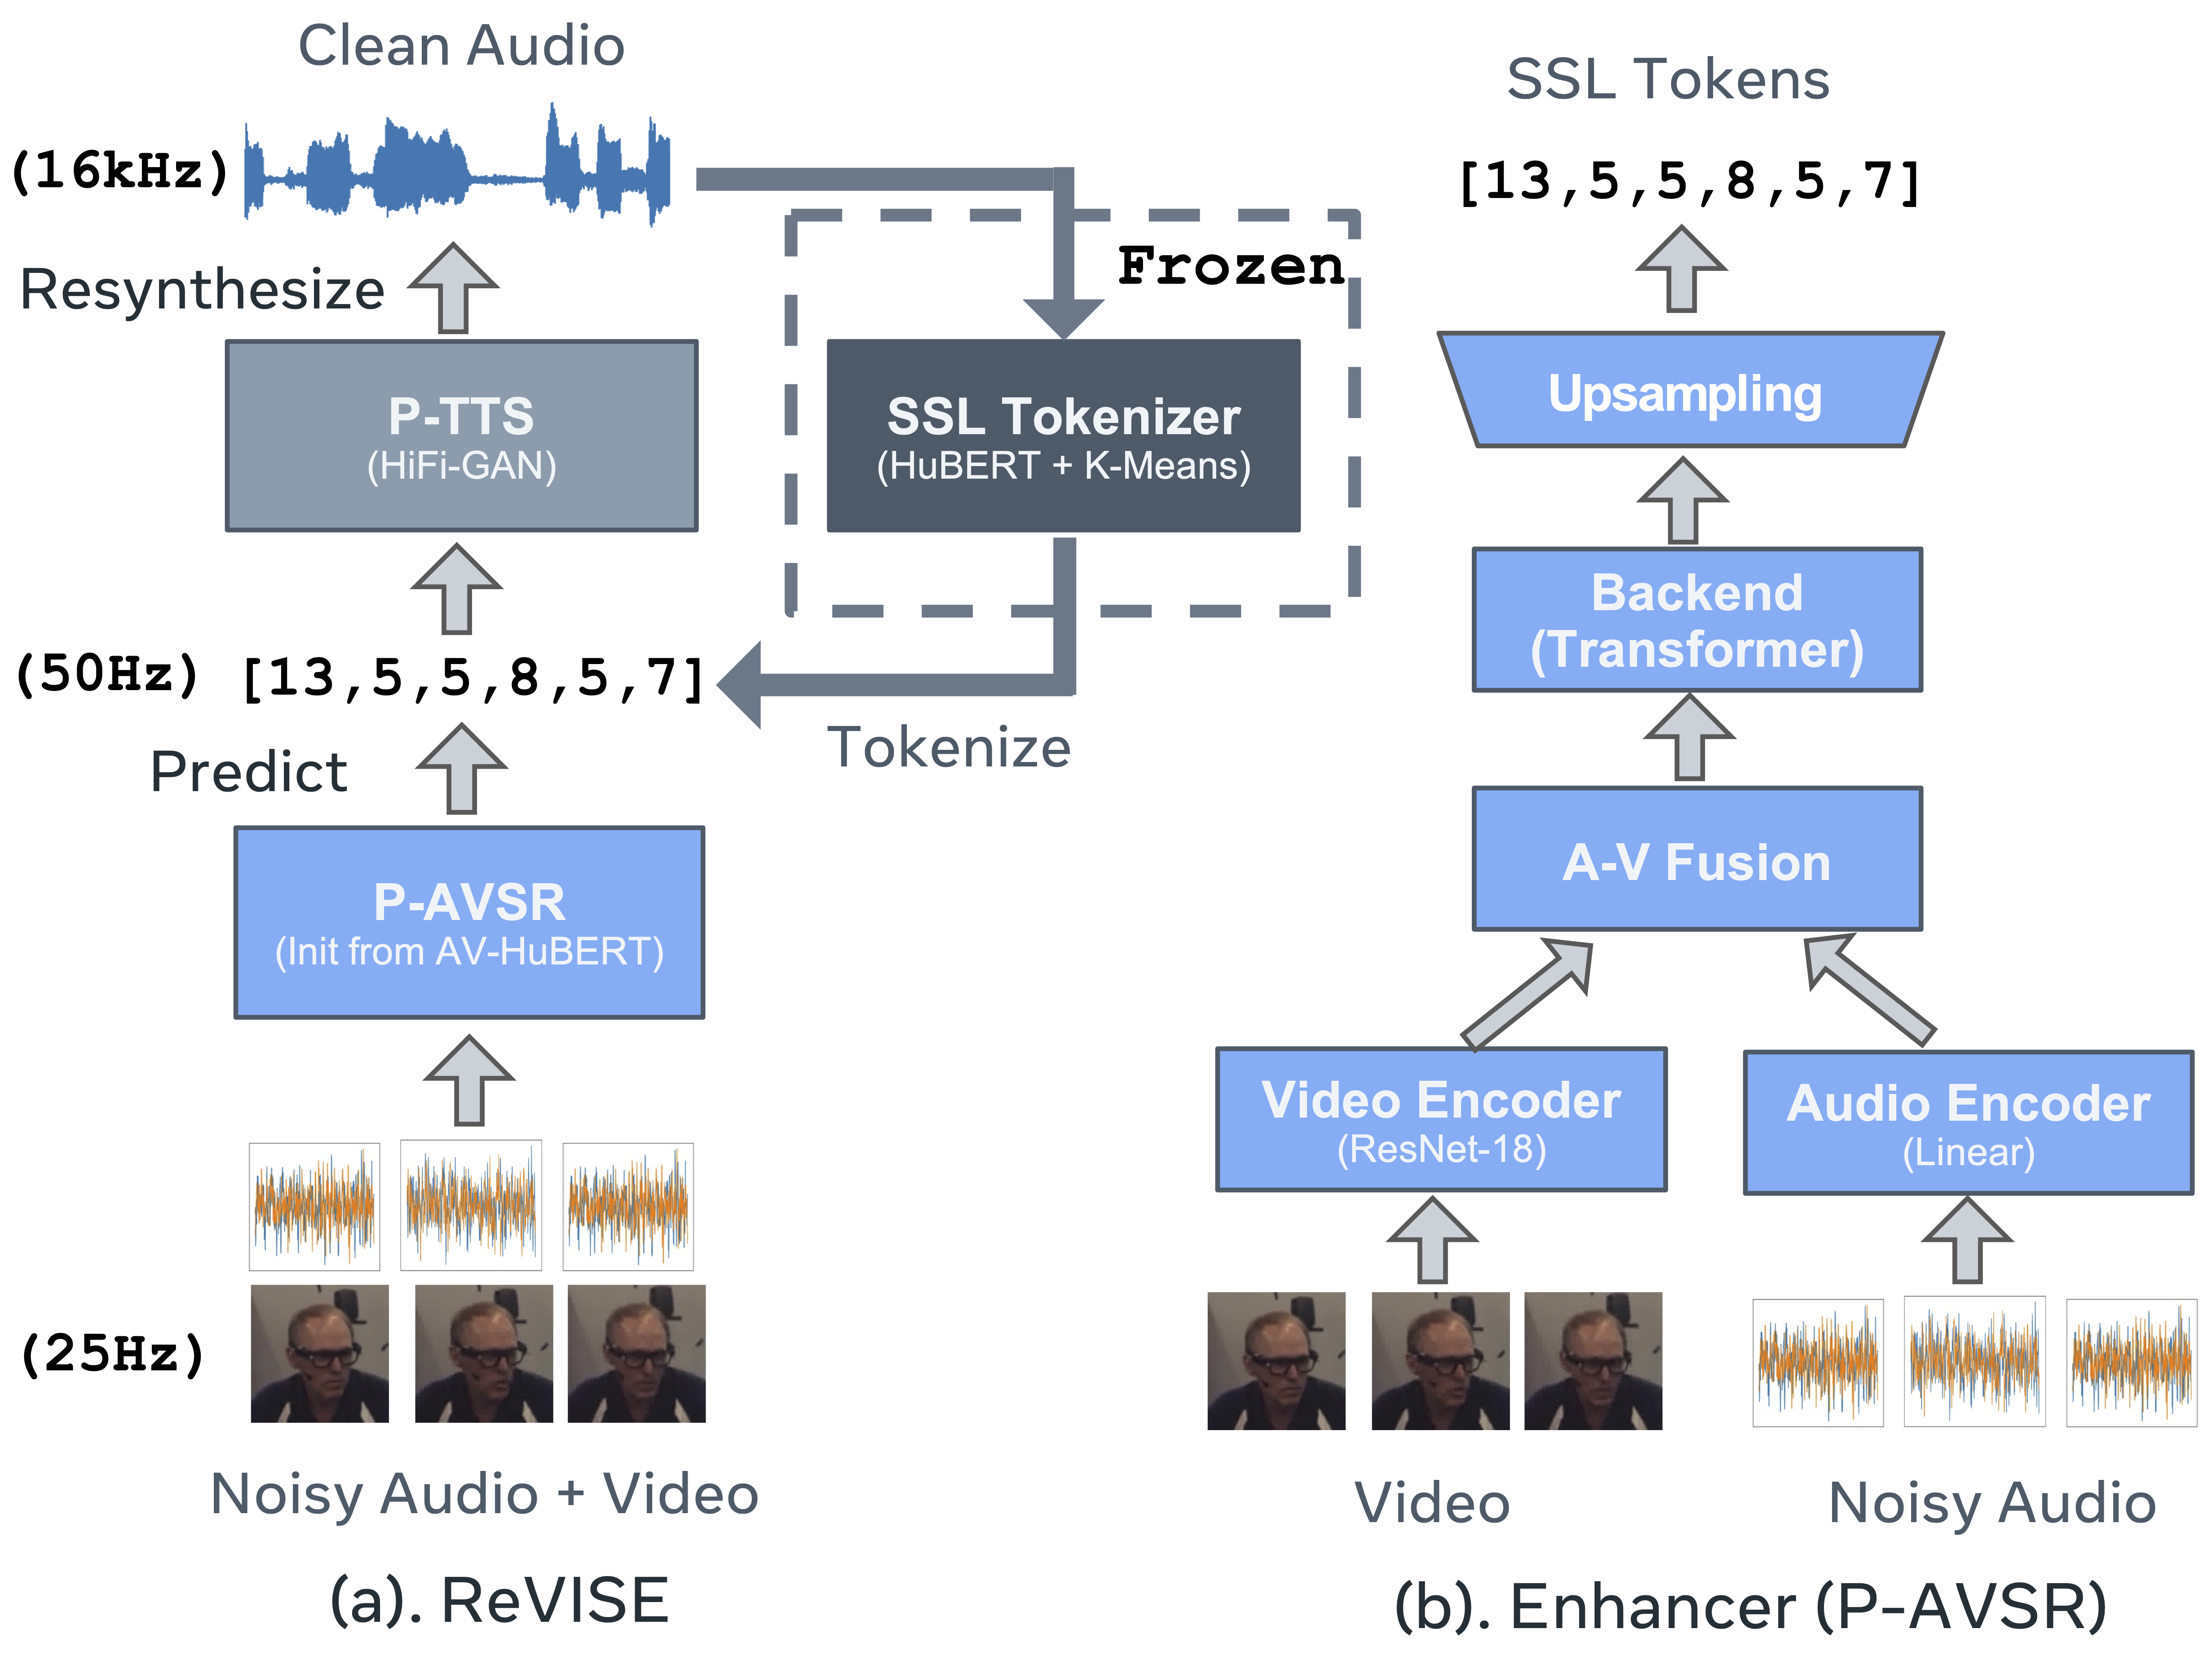 Clean Audio
(16kHz)
Resynthesize
P-TTS
(HiFi-GAN)
(50Hz) [13,5,5,8,5,7]
Predict
P-AVSR
(Init from AV-HuBERT)
(25Hz)
Noisy Audio + Video
(a). ReVISE
Frozen
SSL Tokenizer
(HuBERT + K-Means)
Tokenize
SSL Tokens
[13,5,5,8,5,7]
Upsampling
Backend
(Transformer)
A-V Fusion
Video Encoder
(ResNet-18)
Audio Encoder
(Linear)
Video
Noisy Audio
(b). Enhancer (P-AVSR)